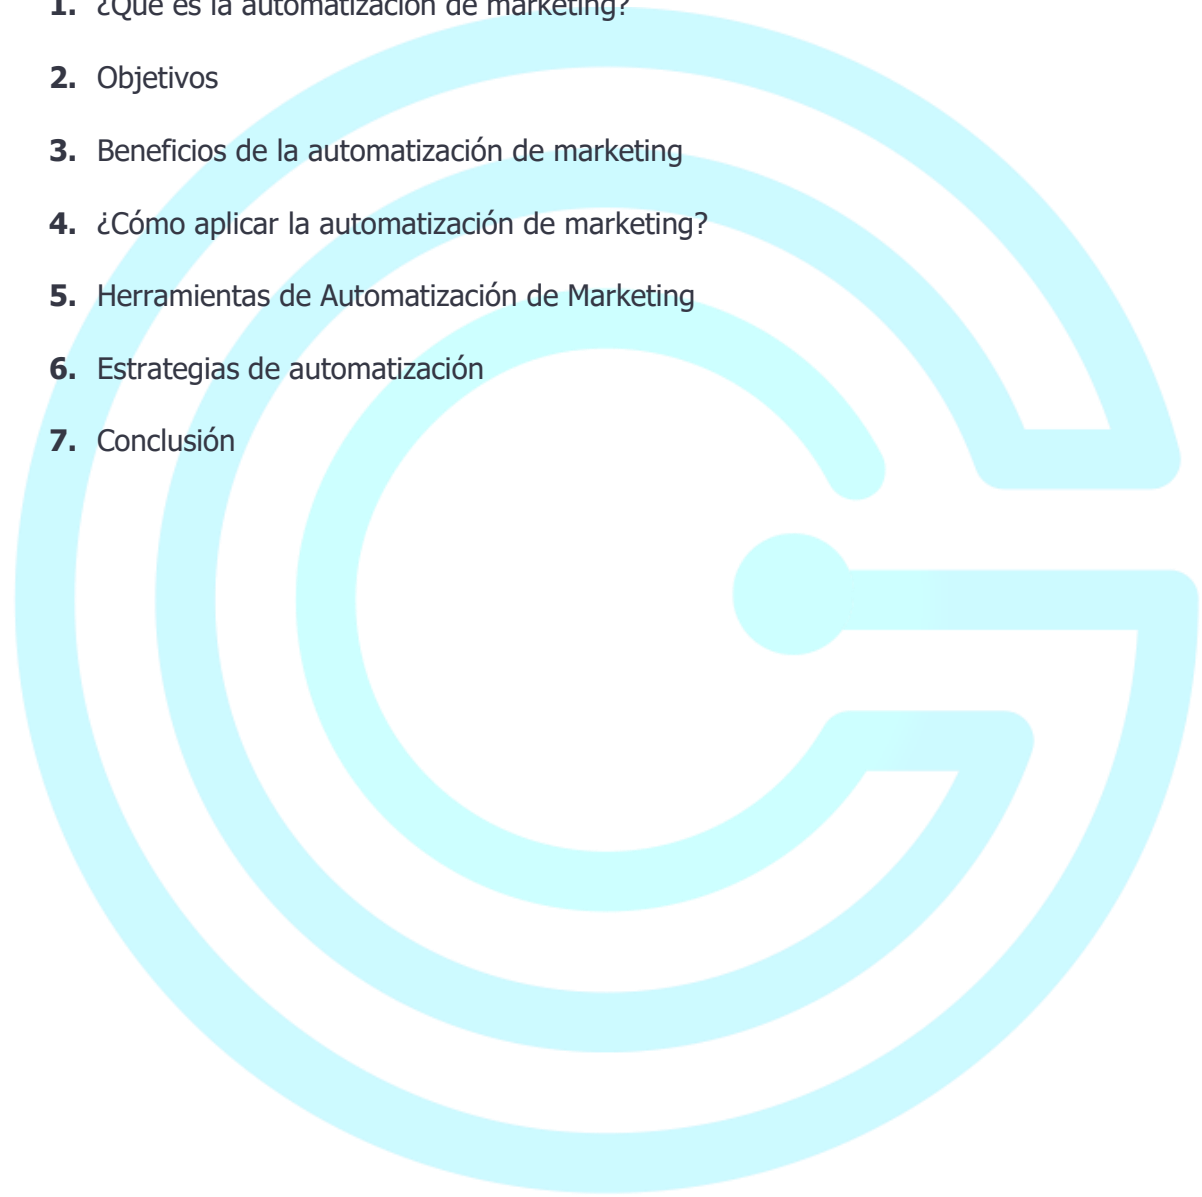 1. ¿Qué es la automatización de marketing?
2. Objetivos
3. Beneficios de la automatización de marketing
4. ¿Cómo aplicar la automatización de marketing?
5. Herramientas de Automatización de Marketing
6. Estrategias de automatización
7. Conclusión